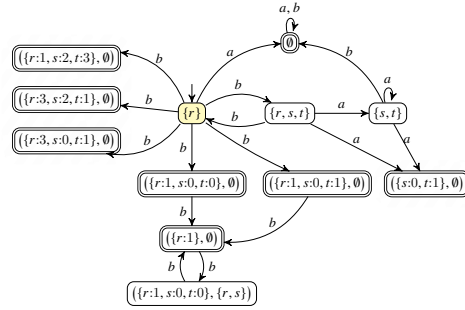 a, b
∅
({r:1, s:2, t:3}, ∅)
b
a
b
({r:3, s:2, t:1}, ∅)
b
b
a
{r}
{r, s, t}
a
{s, t}
b
({r:3, s:0, t:1}, ∅)
b
b
b
a
a
({r:1, s:0, t:0}, ∅)
({r:1, s:0, t:1}, ∅)
({s:0, t:1}, ∅)
b
b
({r:1}, ∅)
b
b
({r:1, s:0, t:0}, {r, s})